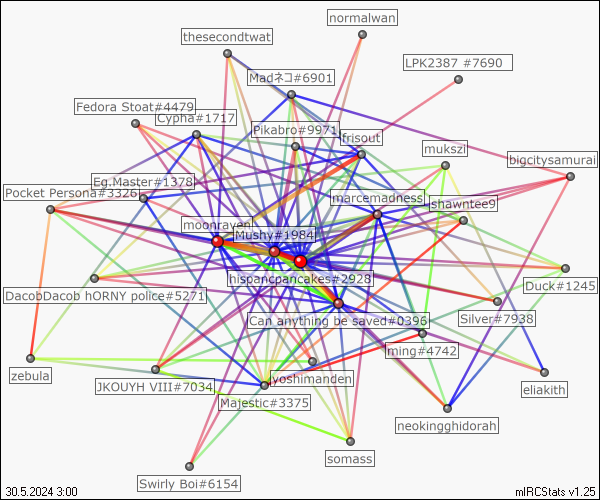 normalwan
thesecondtwat
LPK2387 #7690
Madネコ#6901
Fedora Stoat#4479
Cypha#1717
Pikabro#9971
frisout
mukszi
bigcitysamurai
Eg.Master#1378
Pocket Persona#3326
marcemadness
shawntee9
moonraven
Mushy#1984
hispancpancakes#2928
Duck#1245
DacobDacob hORNY police#5271
Silver#7938
Can anything be saved#0396
ming#4742
zebula
JKOUYH VIII#7034
yoshimanden
eliakith
Majestic#3375
neokingghidorah
somass
Swirly Boi#6154
30.5.2024 3:00
mIRCStats v1.25